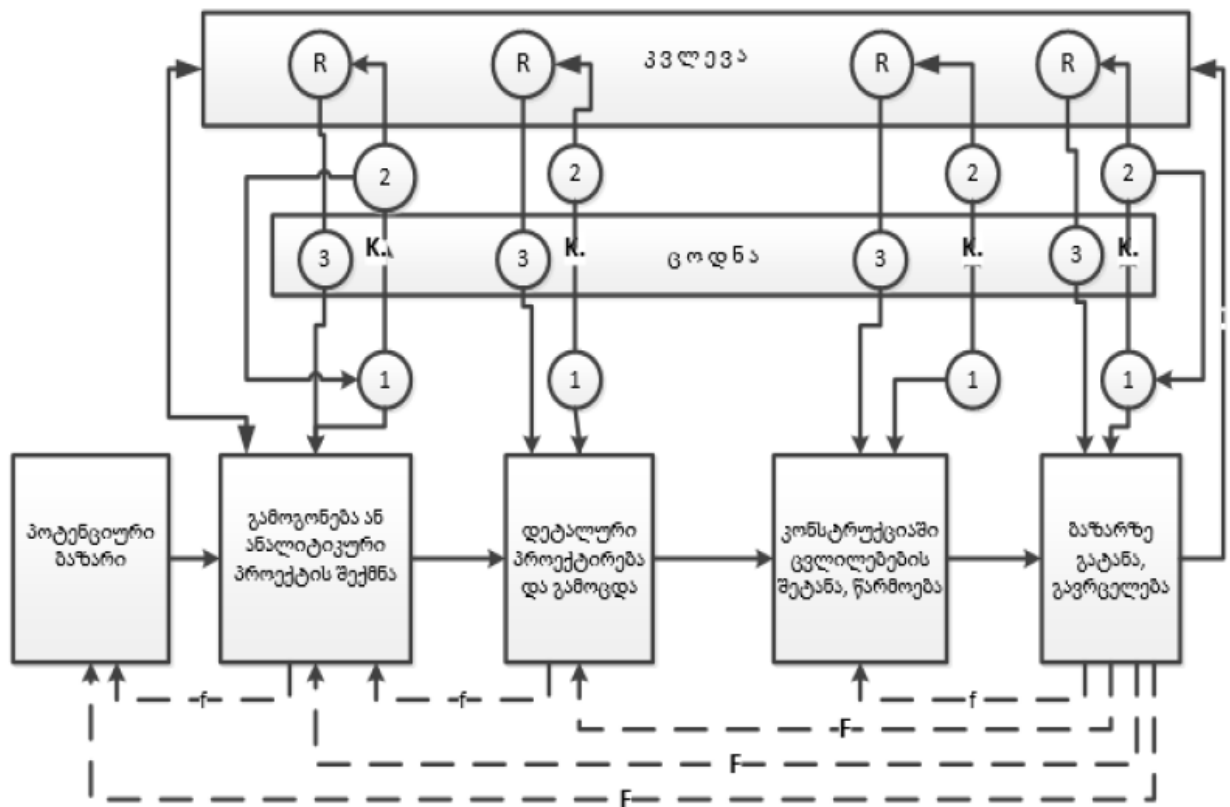 R R კვლევა R R
2 2 2 2
3 K. 3 K. ცოდნა 3 K. 3 K.
1 1 1 1
პოტენციური
ბაზარი
გამოგონება ან
ანალიტიკური
პროექტის შექმნა
დეტალური
პროექტირება
და გამოცდა
კონსტრუქციაში
ცვლილებების
შეტანა, წარმოება
ბაზარზე
გატანა,
გავრცელება
f f f
F
F
F